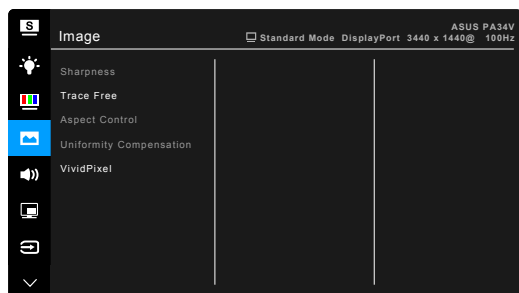 S
ASUS PA34V
Image
Standard Mode DisplayPort 3440 x 1440@ 100Hz
Sharpness
Trace Free
Aspect Control
Uniformity Compensation
VividPixel